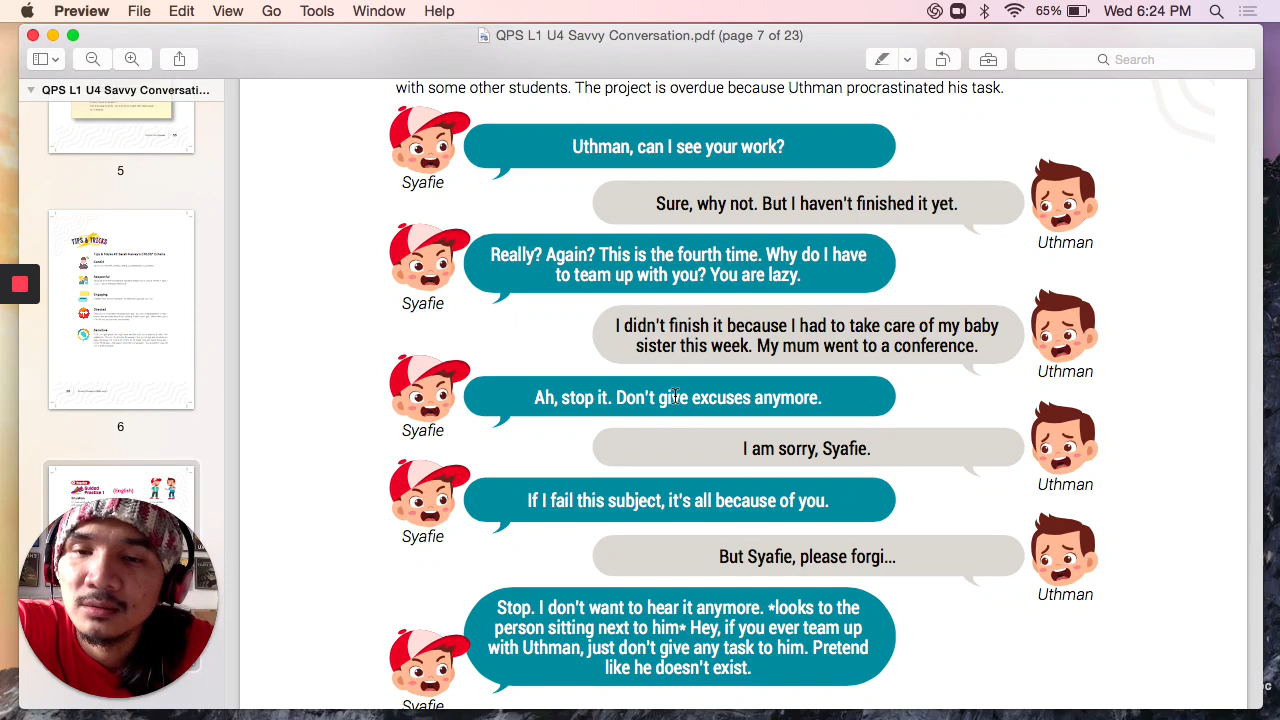 Preview File Edit View Go Tools Window Help 65% Wed 6:24 PM
QPS L1 U4 Savvy Conversation.pdf (page 7 of 23)
Search
QPS L1 U4 Savvy Conversati...
with some other students. The project is overdue because Uthman procrastinated his task.
Uthman, can I see your work?
Syafie
Sure, why not. But I haven't finished it yet.
Uthman
Really? Again? This is the fourth time. Why do I have
to team up with you? You are lazy.
Syafie
I didn't finish it because I had to take care of my baby
sister this week. My mum went to a conference.
Uthman
Ah, stop it. Don't give excuses anymore.
Syafie
I am sorry, Syafie.
Uthman
If I fail this subject, it's all because of you.
Syafie
But Syafie, please forgi...
Uthman
Stop. I don't want to hear it anymore. *looks to the
person sitting next to him* Hey, if you ever team up
with Uthman, just don't give any task to him. Pretend
like he doesn't exist.
Syafie
5
TIPS & TRICKS
6
Guided
Practice 1
(English)